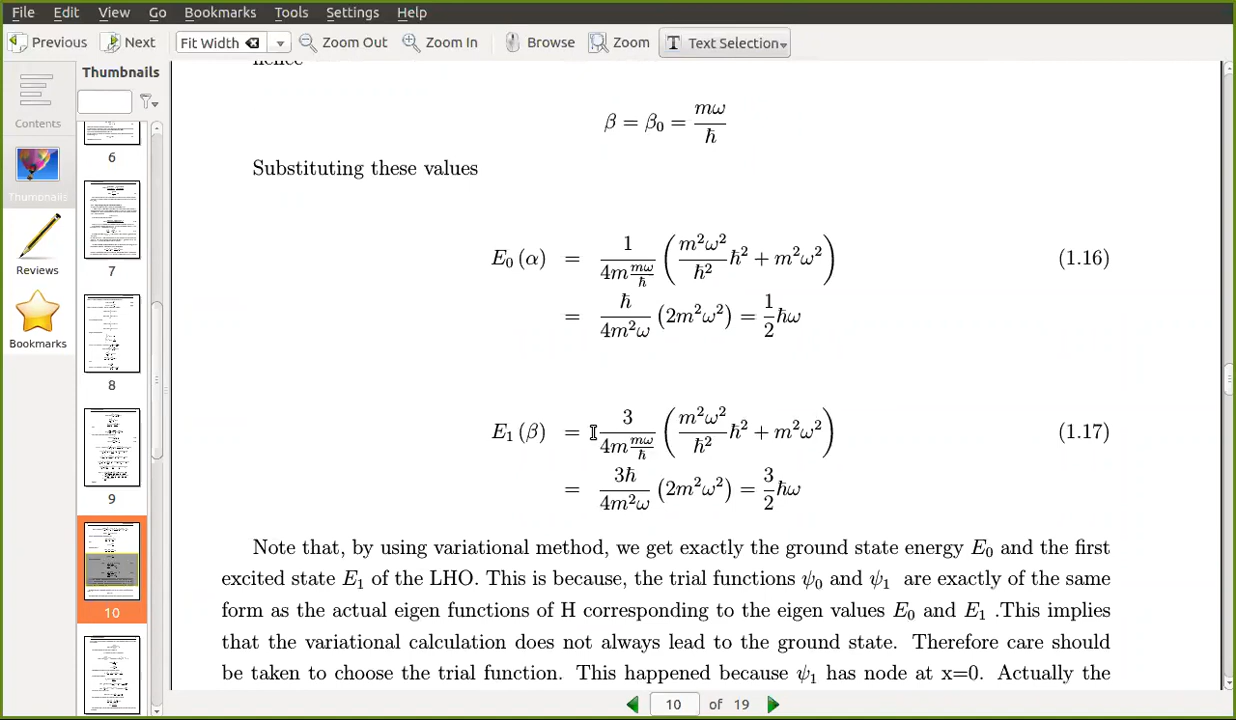 File Edit View Go Bookmarks Tools Settings Help
Previous Next Fit Width Zoom Out Zoom In Browse Zoom Text Selection
Contents
Thumbnails
Reviews
Bookmarks
Thumbnails
6
7
8
9
10
hence
β = β₀ = mω/ħ
Substituting these values
E₀ (α) = 1/(4m(mω/ħ)) (m²ω²/ħ² ħ² + m²ω²) (1.16)
= ħ/(4m²ω) (2m²ω²) = 1/2 ħω
E₁ (β) = 3/(4m(mω/ħ)) (m²ω²/ħ² ħ² + m²ω²) (1.17)
= 3ħ/(4m²ω) (2m²ω²) = 3/2 ħω
Note that, by using variational method, we get exactly the ground state energy E₀ and the first
excited state E₁ of the LHO. This is because, the trial functions ψ₀ and ψ₁ are exactly of the same
form as the actual eigen functions of H corresponding to the eigen values E₀ and E₁ .This implies
that the variational calculation does not always lead to the ground state. Therefore care should
be taken to choose the trial function. This happened because ψ₁ has node at x=0. Actually the
10 of 19